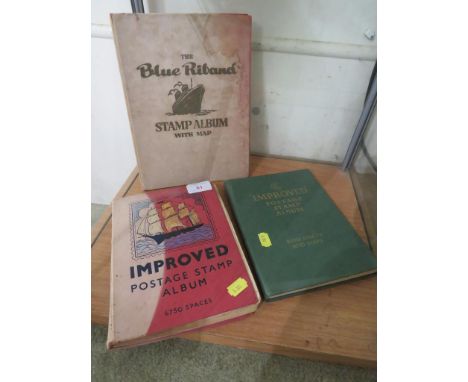 THE
Blue Riband
STAMP ALBUM
WITH MAP
IMPROVED
POSTAGE STAMP
ALBUM
6750 SPACES
IMPROVED
POSTAGE
STAMP
ALBUM